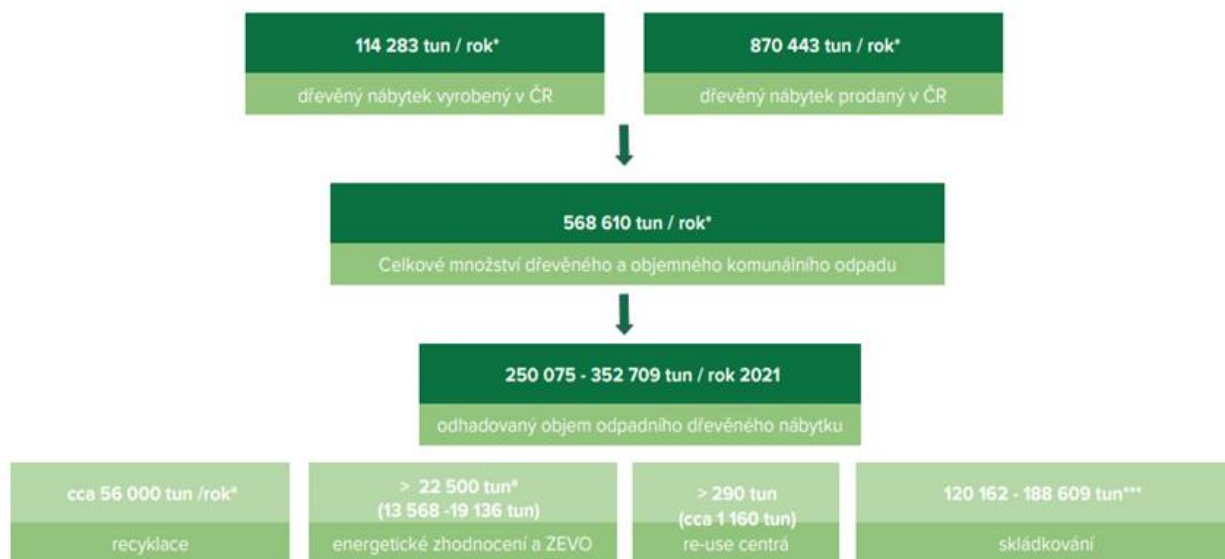 114 283 tun / rok*
dřevěný nábytek vyrobený v ČR
870 443 tun / rok*
dřevěný nábytek prodaný v ČR
568 610 tun / rok*
Celkové množství dřevěného a objemného komunálního odpadu
250 075 - 352 709 tun / rok 2021
odhadovaný objem odpadního dřevěného nábytku
cca 56 000 tun /rok*
recyklace
> 22 500 tun*
(13 568 -19 136 tun)
energetické zhodnocení a ZEVO
> 290 tun
(cca 1 160 tun)
re-use centrá
120 162 - 188 609 tun***
skládkování